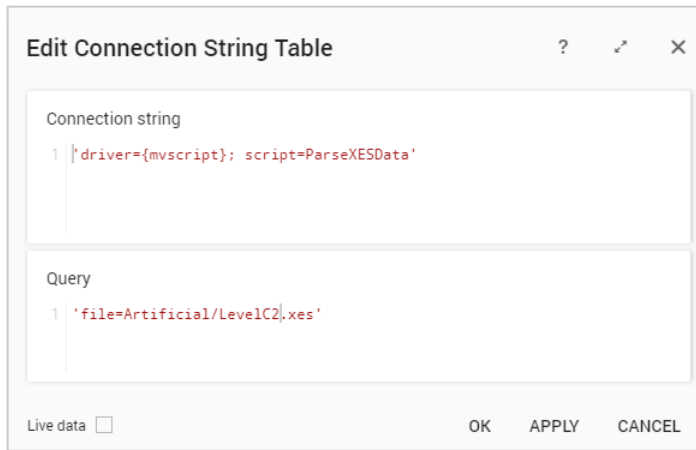 Edit Connection String Table ?
Connection string
1 'driver={mvscript}; script=ParseXESData'
Query
1 'file=Artificial/LevelC2.xes'
Live data OK APPLY CANCEL